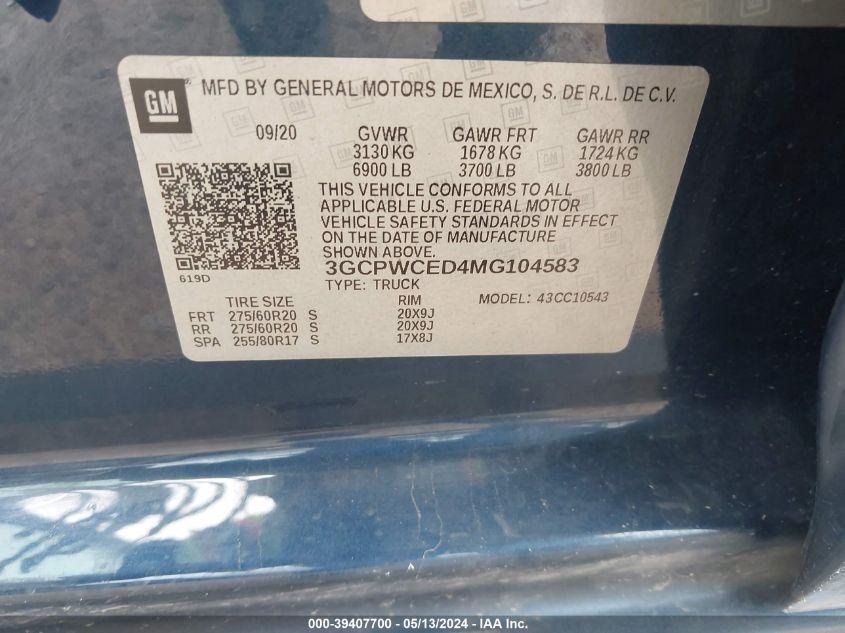 GM
MFD BY GENERAL MOTORS DE MEXICO, S. DE R.L. DE C.V.
09/20 GVWR GAWR FRT GAWR RR
3130 KG 1678 KG 1724 KG
6900 LB 3700 LB 3800 LB
THIS VEHICLE CONFORMS TO ALL
APPLICABLE U.S. FEDERAL MOTOR
VEHICLE SAFETY STANDARDS IN EFFECT
ON THE DATE OF MANUFACTURE
SHOWN ABOVE.
619D 3GCPWCED4MG104583
TYPE: TRUCK MODEL: 43CC10543
TIRE SIZE RIM
FRT 275/60R20 S 20X9J
RR 275/60R20 S 20X9J
SPA 255/80R17 S 17X8J
000-39407700 - 05/13/2024 - IAA Inc.